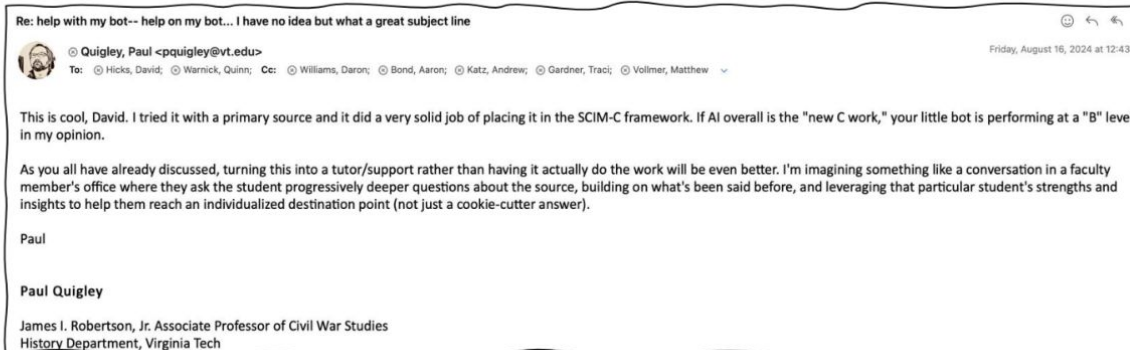 Re: help with my bot-- help on my bot... I have no idea but what a great subject line
Quigley, Paul <pquigley@vt.edu>
Friday, August 16, 2024 at 12:43
To: Hicks, David; Warnick, Quinn; Cc: Williams, Daron; Bond, Aaron; Katz, Andrew; Gardner, Traci; Vollmer, Matthew
This is cool, David. I tried it with a primary source and it did a very solid job of placing it in the SCIM-C framework. If AI overall is the "new C work," your little bot is performing at a "B" leve
in my opinion.
As you all have already discussed, turning this into a tutor/support rather than having it actually do the work will be even better. I'm imagining something like a conversation in a faculty
member's office where they ask the student progressively deeper questions about the source, building on what's been said before, and leveraging that particular student's strengths and
insights to help them reach an individualized destination point (not just a cookie-cutter answer).
Paul
Paul Quigley
James I. Robertson, Jr. Associate Professor of Civil War Studies
History Department, Virginia Tech